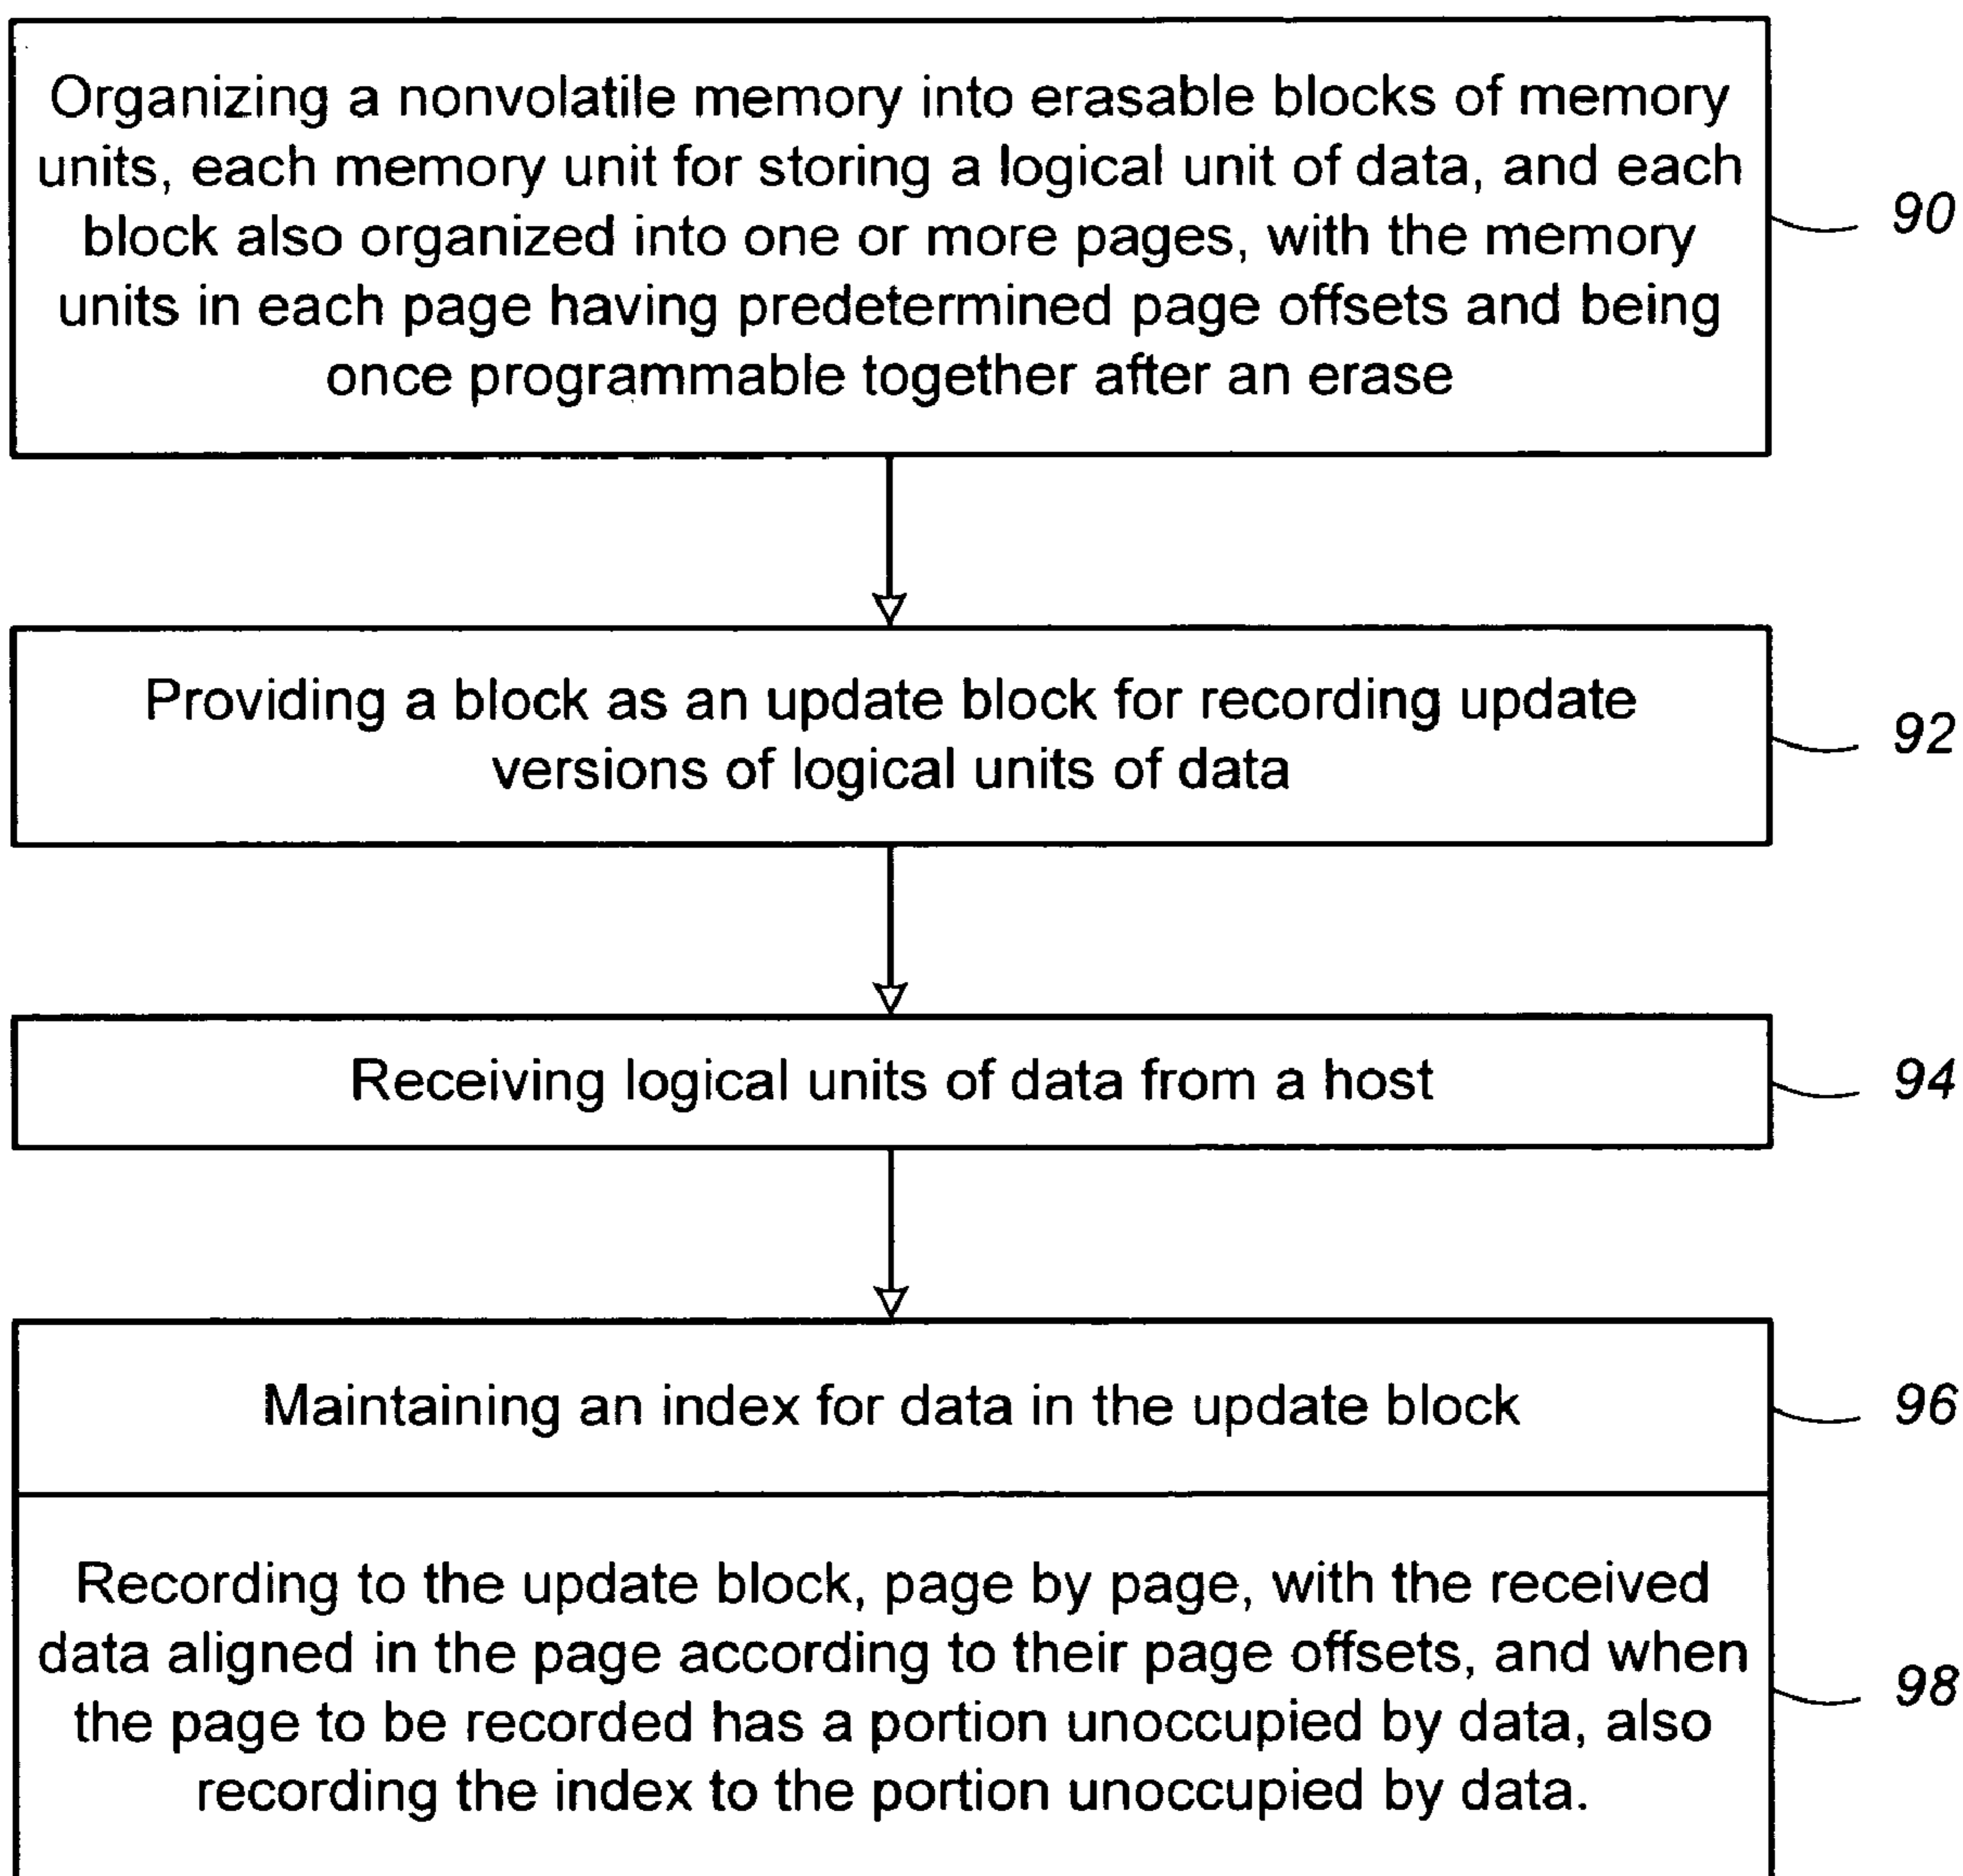 Organizing a nonvolatile memory into erasable blocks of memory
units, each memory unit for storing a logical unit of data, and each
block also organized into one or more pages, with the memory
units in each page having predetermined page offsets and being
once programmable together after an erase
90
Providing a block as an update block for recording update
versions of logical units of data
92
Receiving logical units of data from a host
94
Maintaining an index for data in the update block
96
Recording to the update block, page by page, with the received
data aligned in the page according to their page offsets, and when
the page to be recorded has a portion unoccupied by data, also
recording the index to the portion unoccupied by data.
98